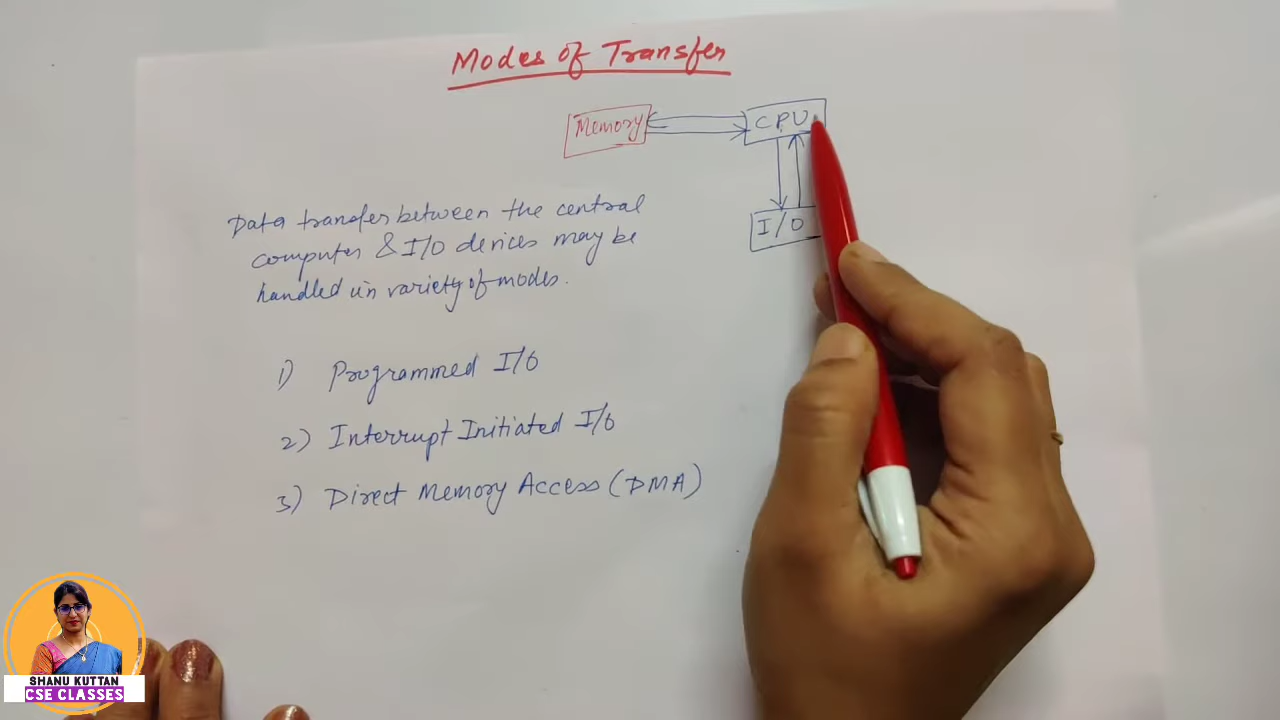 Modes of Transfer
Memory
CPU
I/O
Data transfer between the central
computer & I/O devices may be
handled in variety of modes.
1) Programmed I/O
2) Interrupt Initiated I/O
3) Direct Memory Access (DMA)
SHANU KUTTAN
CSE CLASSES